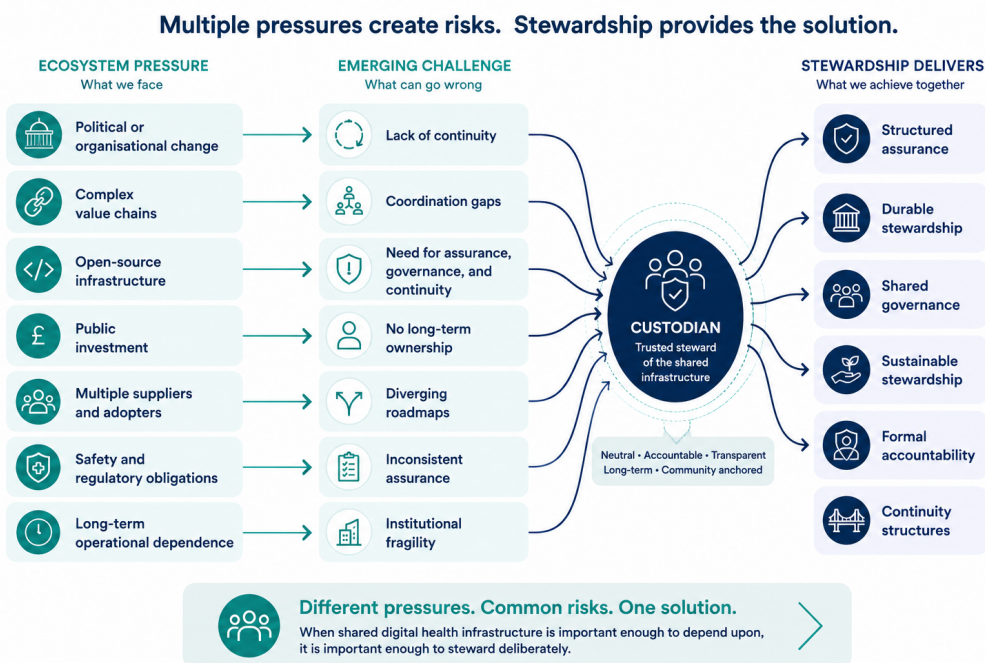 Multiple pressures create risks. Stewardship provides the solution.
ECOSYSTEM PRESSURE
What we face
EMERGING CHALLENGE
What can go wrong
STEWARDSHIP DELIVERS
What we achieve together
Political or
organisational change
Lack of continuity
Complex
value chains
Coordination gaps
Open-source
infrastructure
Need for assurance,
governance, and
continuity
Public
investment
No long-term
ownership
Multiple suppliers
and adopters
Diverging
roadmaps
Safety and
regulatory obligations
Inconsistent
assurance
Long-term
operational dependence
Institutional
fragility
CUSTODIAN
Trusted steward
of the shared
infrastructure
Neutral • Accountable • Transparent
Long-term • Community anchored
Structured
assurance
Durable
stewardship
Shared
governance
Sustainable
stewardship
Formal
accountability
Continuity
structures
Different pressures. Common risks. One solution.
When shared digital health infrastructure is important enough to depend upon,
it is important enough to steward deliberately.